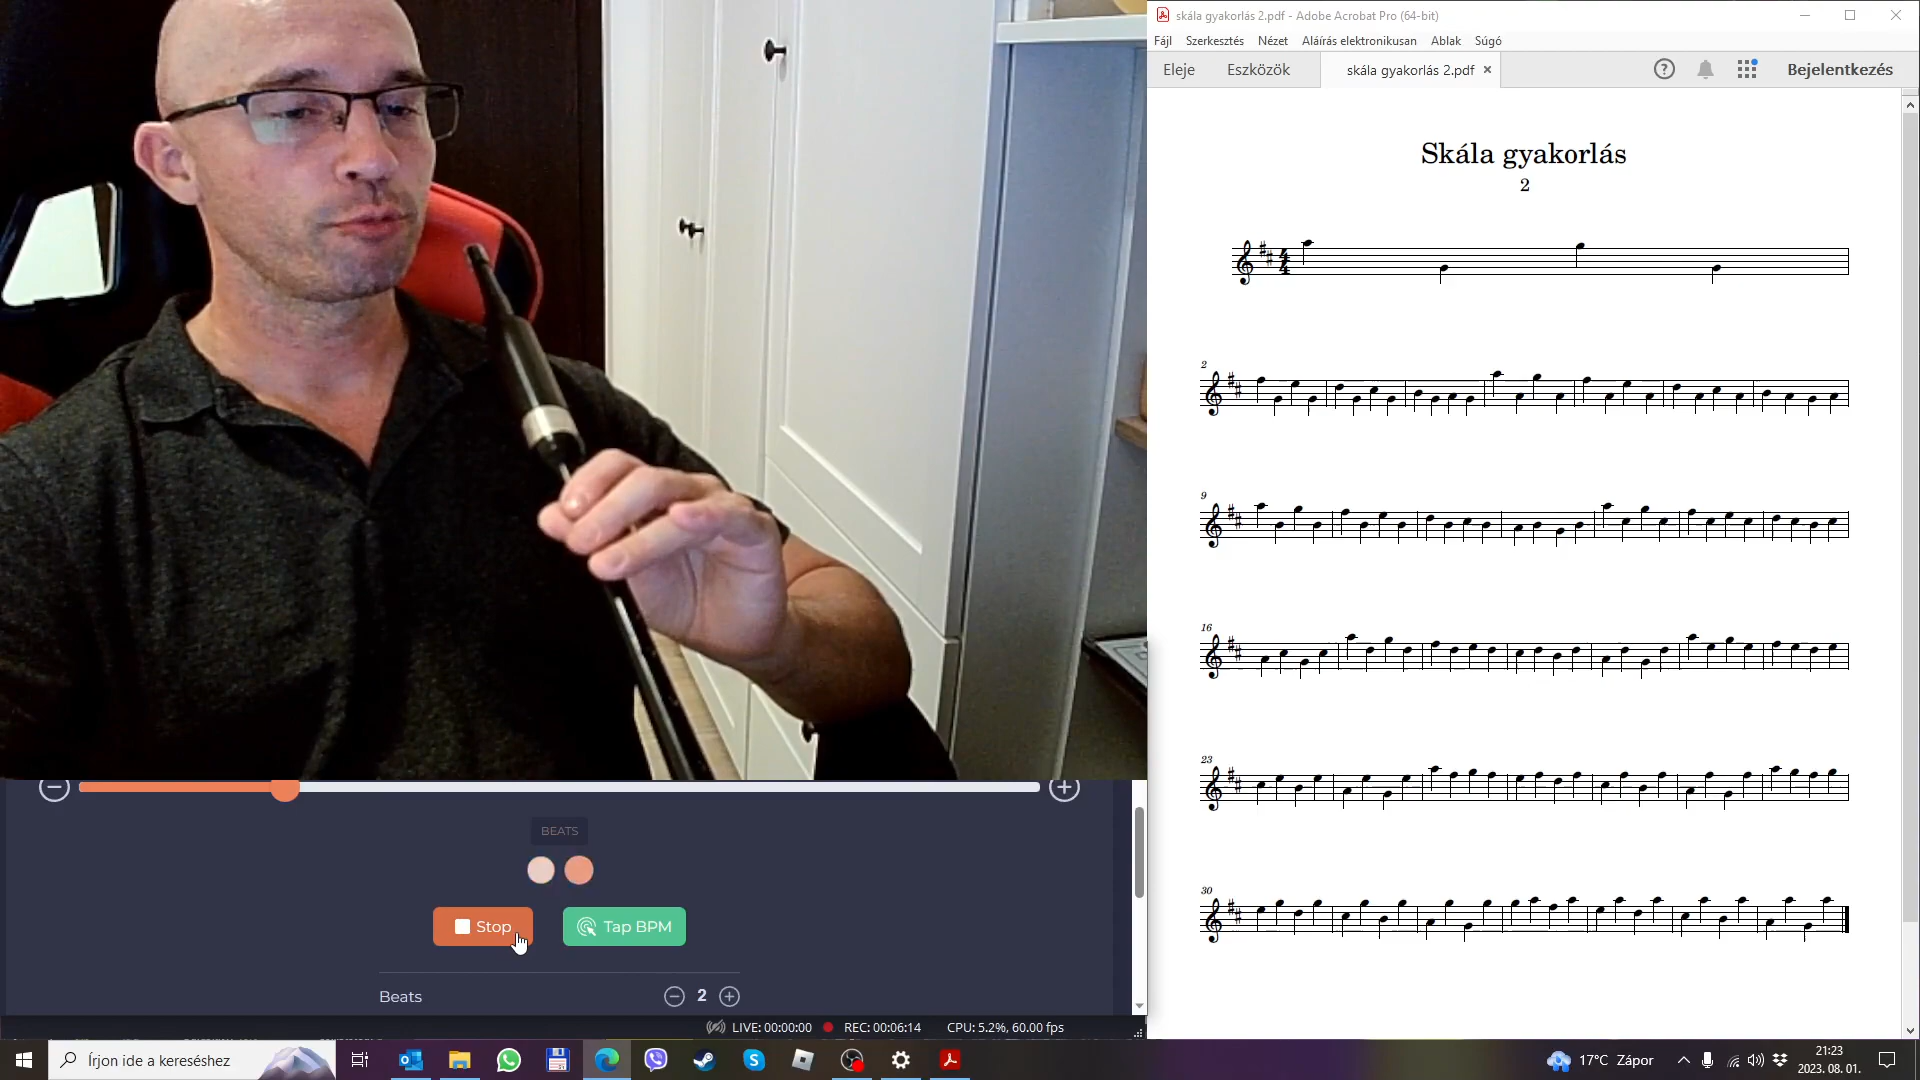 skála gyakorlás 2.pdf - Adobe Acrobat Pro (64-bit)
Fájl Szerkesztés Nézet Aláírás elektronikusan Ablak Súgó
Eleje Eszközök skála gyakorlás 2.pdf Bejelentkezés
Skála gyakorlás
2
4
4
2
9
16
23
30
BEATS
Stop Tap BPM
Beats 2
LIVE: 00:00:00 REC: 00:06:14 CPU: 5.2%, 60.00 fps
Írjon ide a kereséshez
17°C Zápor
21:23
2023. 08. 01.